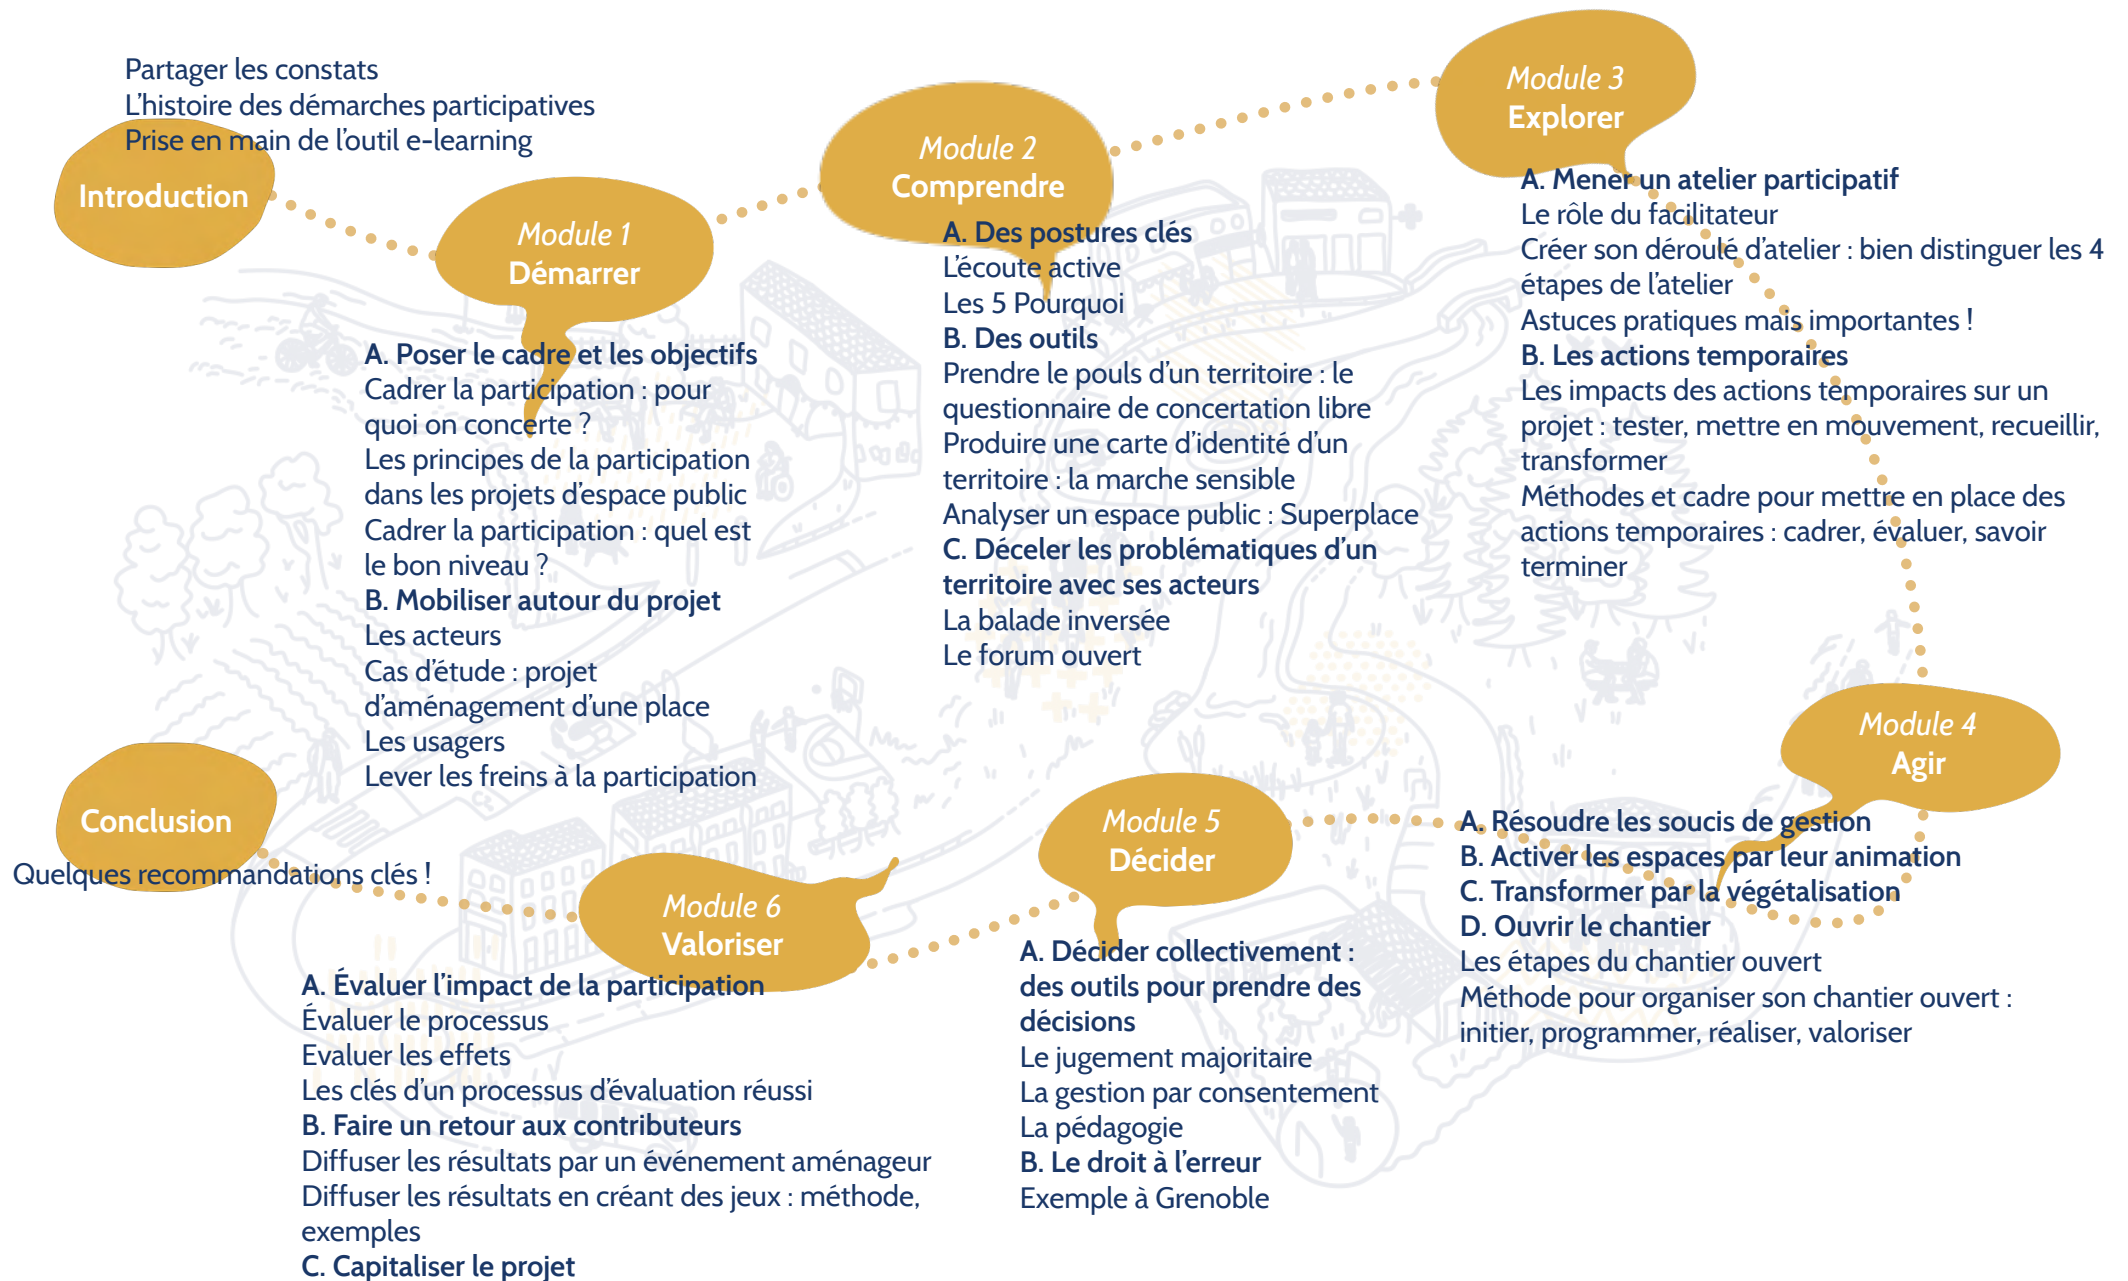 Partager les constats
L'histoire des démarches participatives
Prise en main de l'outil e-learning
Introduction
Module 1
Démarrer
A. Poser le cadre et les objectifs
Cadrer la participation : pour
quoi on concerte ?
Les principes de la participation
dans les projets d'espace public
Cadrer la participation : quel est
le bon niveau ?
B. Mobiliser autour du projet
Les acteurs
Cas d'étude : projet
d'aménagement d'une place
Les usagers
Lever les freins à la participation
Module 2
Comprendre
A. Des postures clés
L'écoute active
Les 5 Pourquoi
B. Des outils
Prendre le pouls d'un territoire : le
questionnaire de concertation libre
Produire une carte d'identité d'un
territoire : la marche sensible
Analyser un espace public : Superplace
C. Déceler les problématiques d'un
territoire avec ses acteurs
La balade inversée
Le forum ouvert
Module 3
Explorer
A. Mener un atelier participatif
Le rôle du facilitateur
Créer son déroulé d'atelier : bien distinguer les 4
étapes de l'atelier
Astuces pratiques mais importantes !
B. Les actions temporaires
Les impacts des actions temporaires sur un
projet : tester, mettre en mouvement, recueillir,
transformer
Méthodes et cadre pour mettre en place des
actions temporaires : cadrer, évaluer, savoir
terminer
Module 4
Agir
A. Résoudre les soucis de gestion
B. Activer les espaces par leur animation
C. Transformer par la végétalisation
D. Ouvrir le chantier
Les étapes du chantier ouvert
Méthode pour organiser son chantier ouvert :
initier, programmer, réaliser, valoriser
Module 5
Décider
A. Décider collectivement :
des outils pour prendre des
décisions
Le jugement majoritaire
La gestion par consentement
La pédagogie
B. Le droit à l'erreur
Exemple à Grenoble
Module 6
Valoriser
A. Évaluer l'impact de la participation
Évaluer le processus
Evaluer les effets
Les clés d'un processus d'évaluation réussi
B. Faire un retour aux contributeurs
Diffuser les résultats par un événement aménageur
Diffuser les résultats en créant des jeux : méthode,
exemples
C. Capitaliser le projet
Conclusion
Quelques recommandations clés !